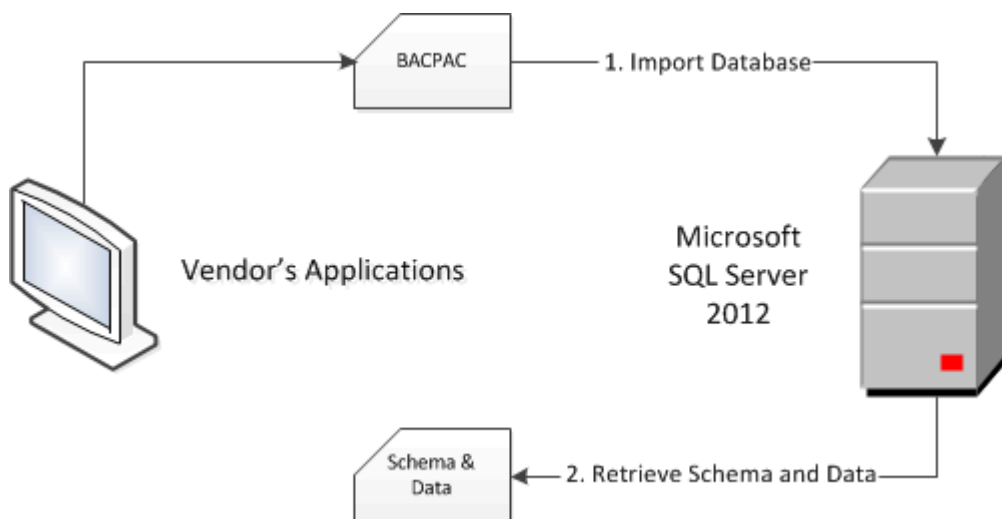 BACPAC
1. Import Database
Vendor's Applications
Microsoft
SQL Server
2012
Schema &
Data
2. Retrieve Schema and Data